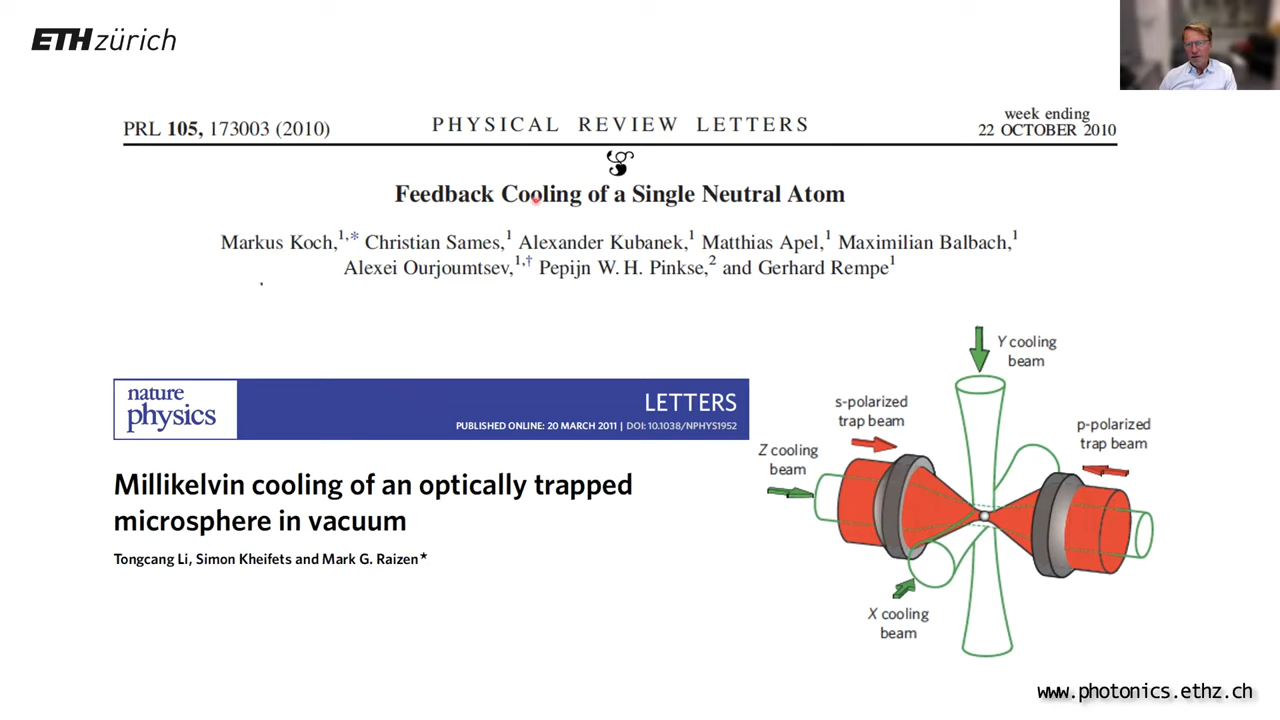 ETH zürich
PRL 105, 173003 (2010)
PHYSICAL REVIEW LETTERS
week ending
22 OCTOBER 2010
Feedback Cooling of a Single Neutral Atom
Markus Koch,1,* Christian Sames,1 Alexander Kubanek,1 Matthias Apel,1 Maximilian Balbach,1
Alexei Ourjoumtsev,1,† Pepijn W. H. Pinkse,2 and Gerhard Rempe1
nature
physics
LETTERS
PUBLISHED ONLINE: 20 MARCH 2011 | DOI: 10.1038/NPHYS1952
Millikelvin cooling of an optically trapped
microsphere in vacuum
Tongcang Li, Simon Kheifets and Mark G. Raizen★
Y cooling
beam
s-polarized
trap beam
p-polarized
trap beam
Z cooling
beam
X cooling
beam
www.photonics.ethz.ch